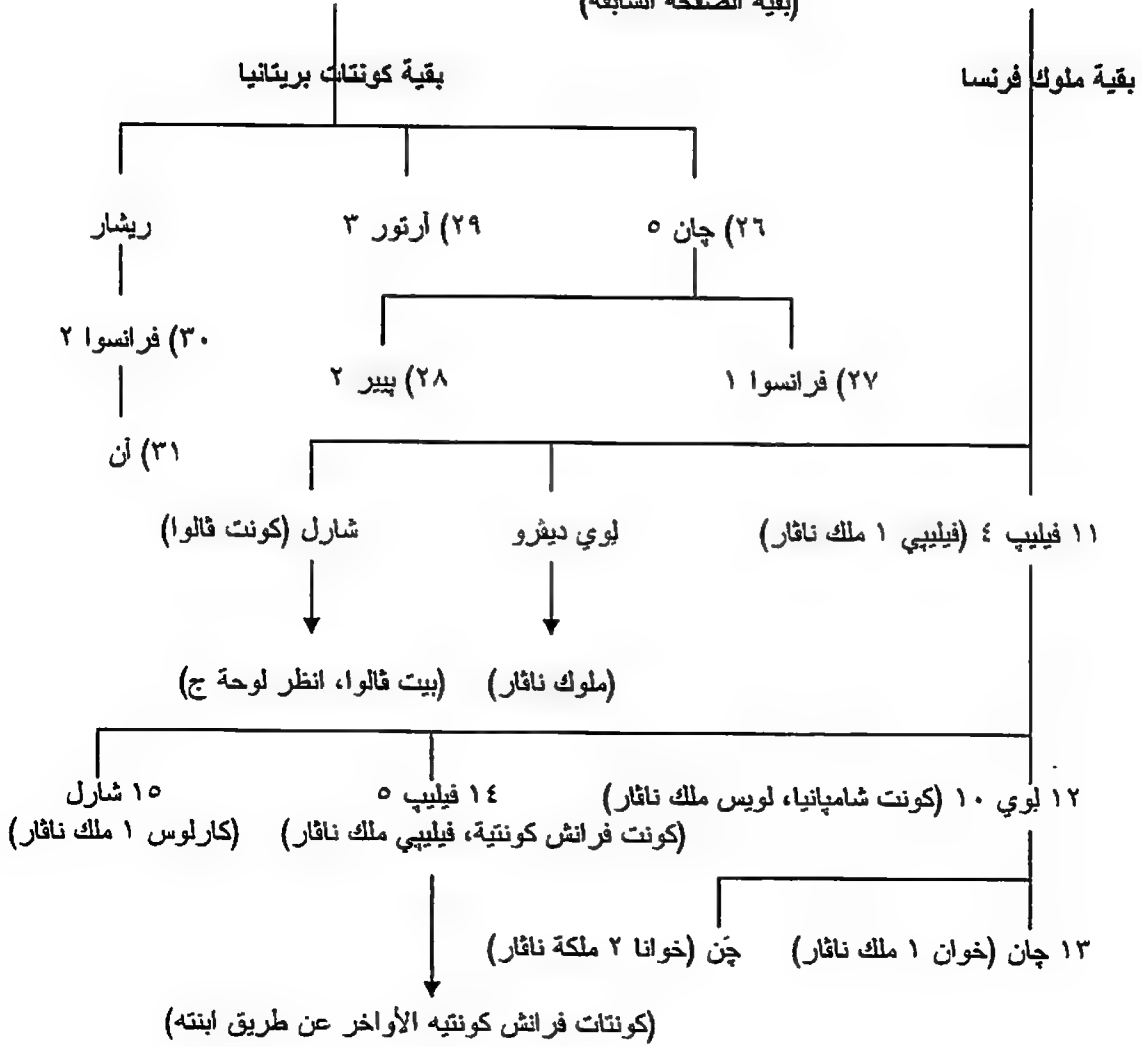 (بقية الصفحة السابقة)
بقية ملوك فرنسا
بقية كونتات بريتانيا
٢٦) چان ٥
٢٩) آرتور ٣
ريشار
٢٧) فرانسوا ١
٢٨) پيير ٢
٣٠) فرانسوا ٢
٣١) آن
١١ فيليپ ٤ (فيليپي ١ ملك ناڤار)
لوي ديڤرو
شارل (كونت ڤالوا)
(ملوك ناڤار)
(بيت ڤالوا، انظر لوحة ج)
١٢ لوي ١٠ (كونت شامپانيا، لويس ملك ناڤار)
١٤ فيليپ ٥
(كونت فرانش كونتية، فيليپي ملك ناڤار)
١٥ شارل
(كارلوس ١ ملك ناڤار)
١٣ چان (خوان ١ ملك ناڤار)
چَن (خوانا ٢ ملكة ناڤار)
(كونتات فرانش كونتيه الأواخر عن طريق ابنته)